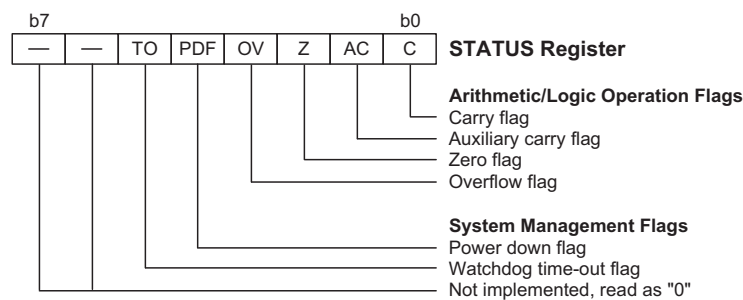 b7 b0
— — TO PDF OV Z AC C STATUS Register
Arithmetic/Logic Operation Flags
Carry flag
Auxiliary carry flag
Zero flag
Overflow flag
System Management Flags
Power down flag
Watchdog time-out flag
Not implemented, read as "0"